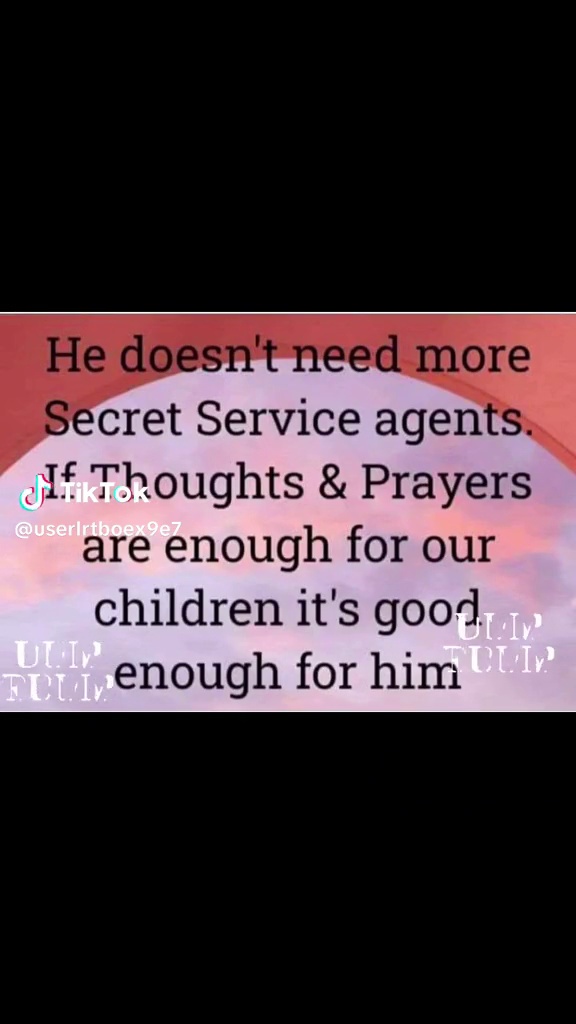 He doesn't need more
Secret Service agents.
If Thoughts & Prayers
TikTok
@userlrtboex9e7
are enough for our
children it's good
enough for him